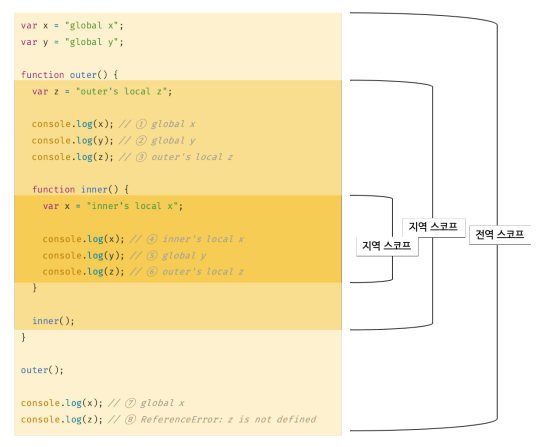 var x = "global x";
var y = "global y";
function outer() {
var z = "outer's local z";
console.log(x); // ① global x
console.log(y); // ② global y
console.log(z); // ③ outer's local z
function inner() {
var x = "inner's local x";
console.log(x); // ④ inner's local x
console.log(y); // ⑤ global y
console.log(z); // ⑥ outer's local z
}
inner();
}
outer();
console.log(x); // ⑦ global x
console.log(z); // ⑧ ReferenceError: z is not defined
지역 스코프
지역 스코프
전역 스코프